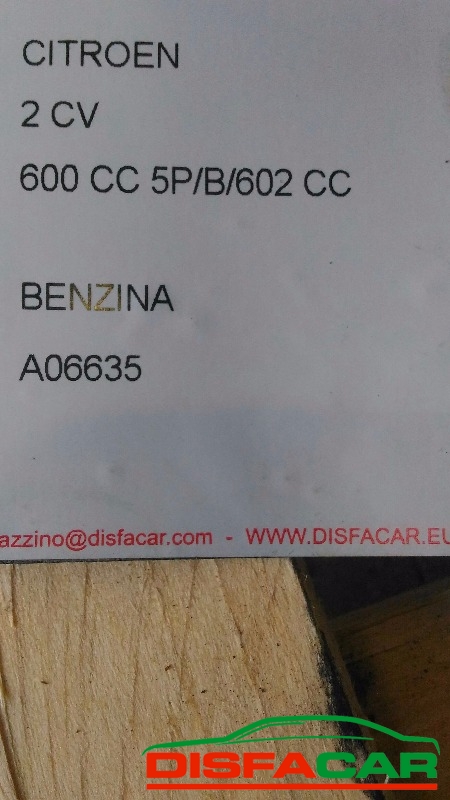 CITROEN
2 CV
600 CC 5P/B/602 CC
BENZINA
A06635
azzino@disfacar.com - WWW.DISFACAR.EU
DISFACAR